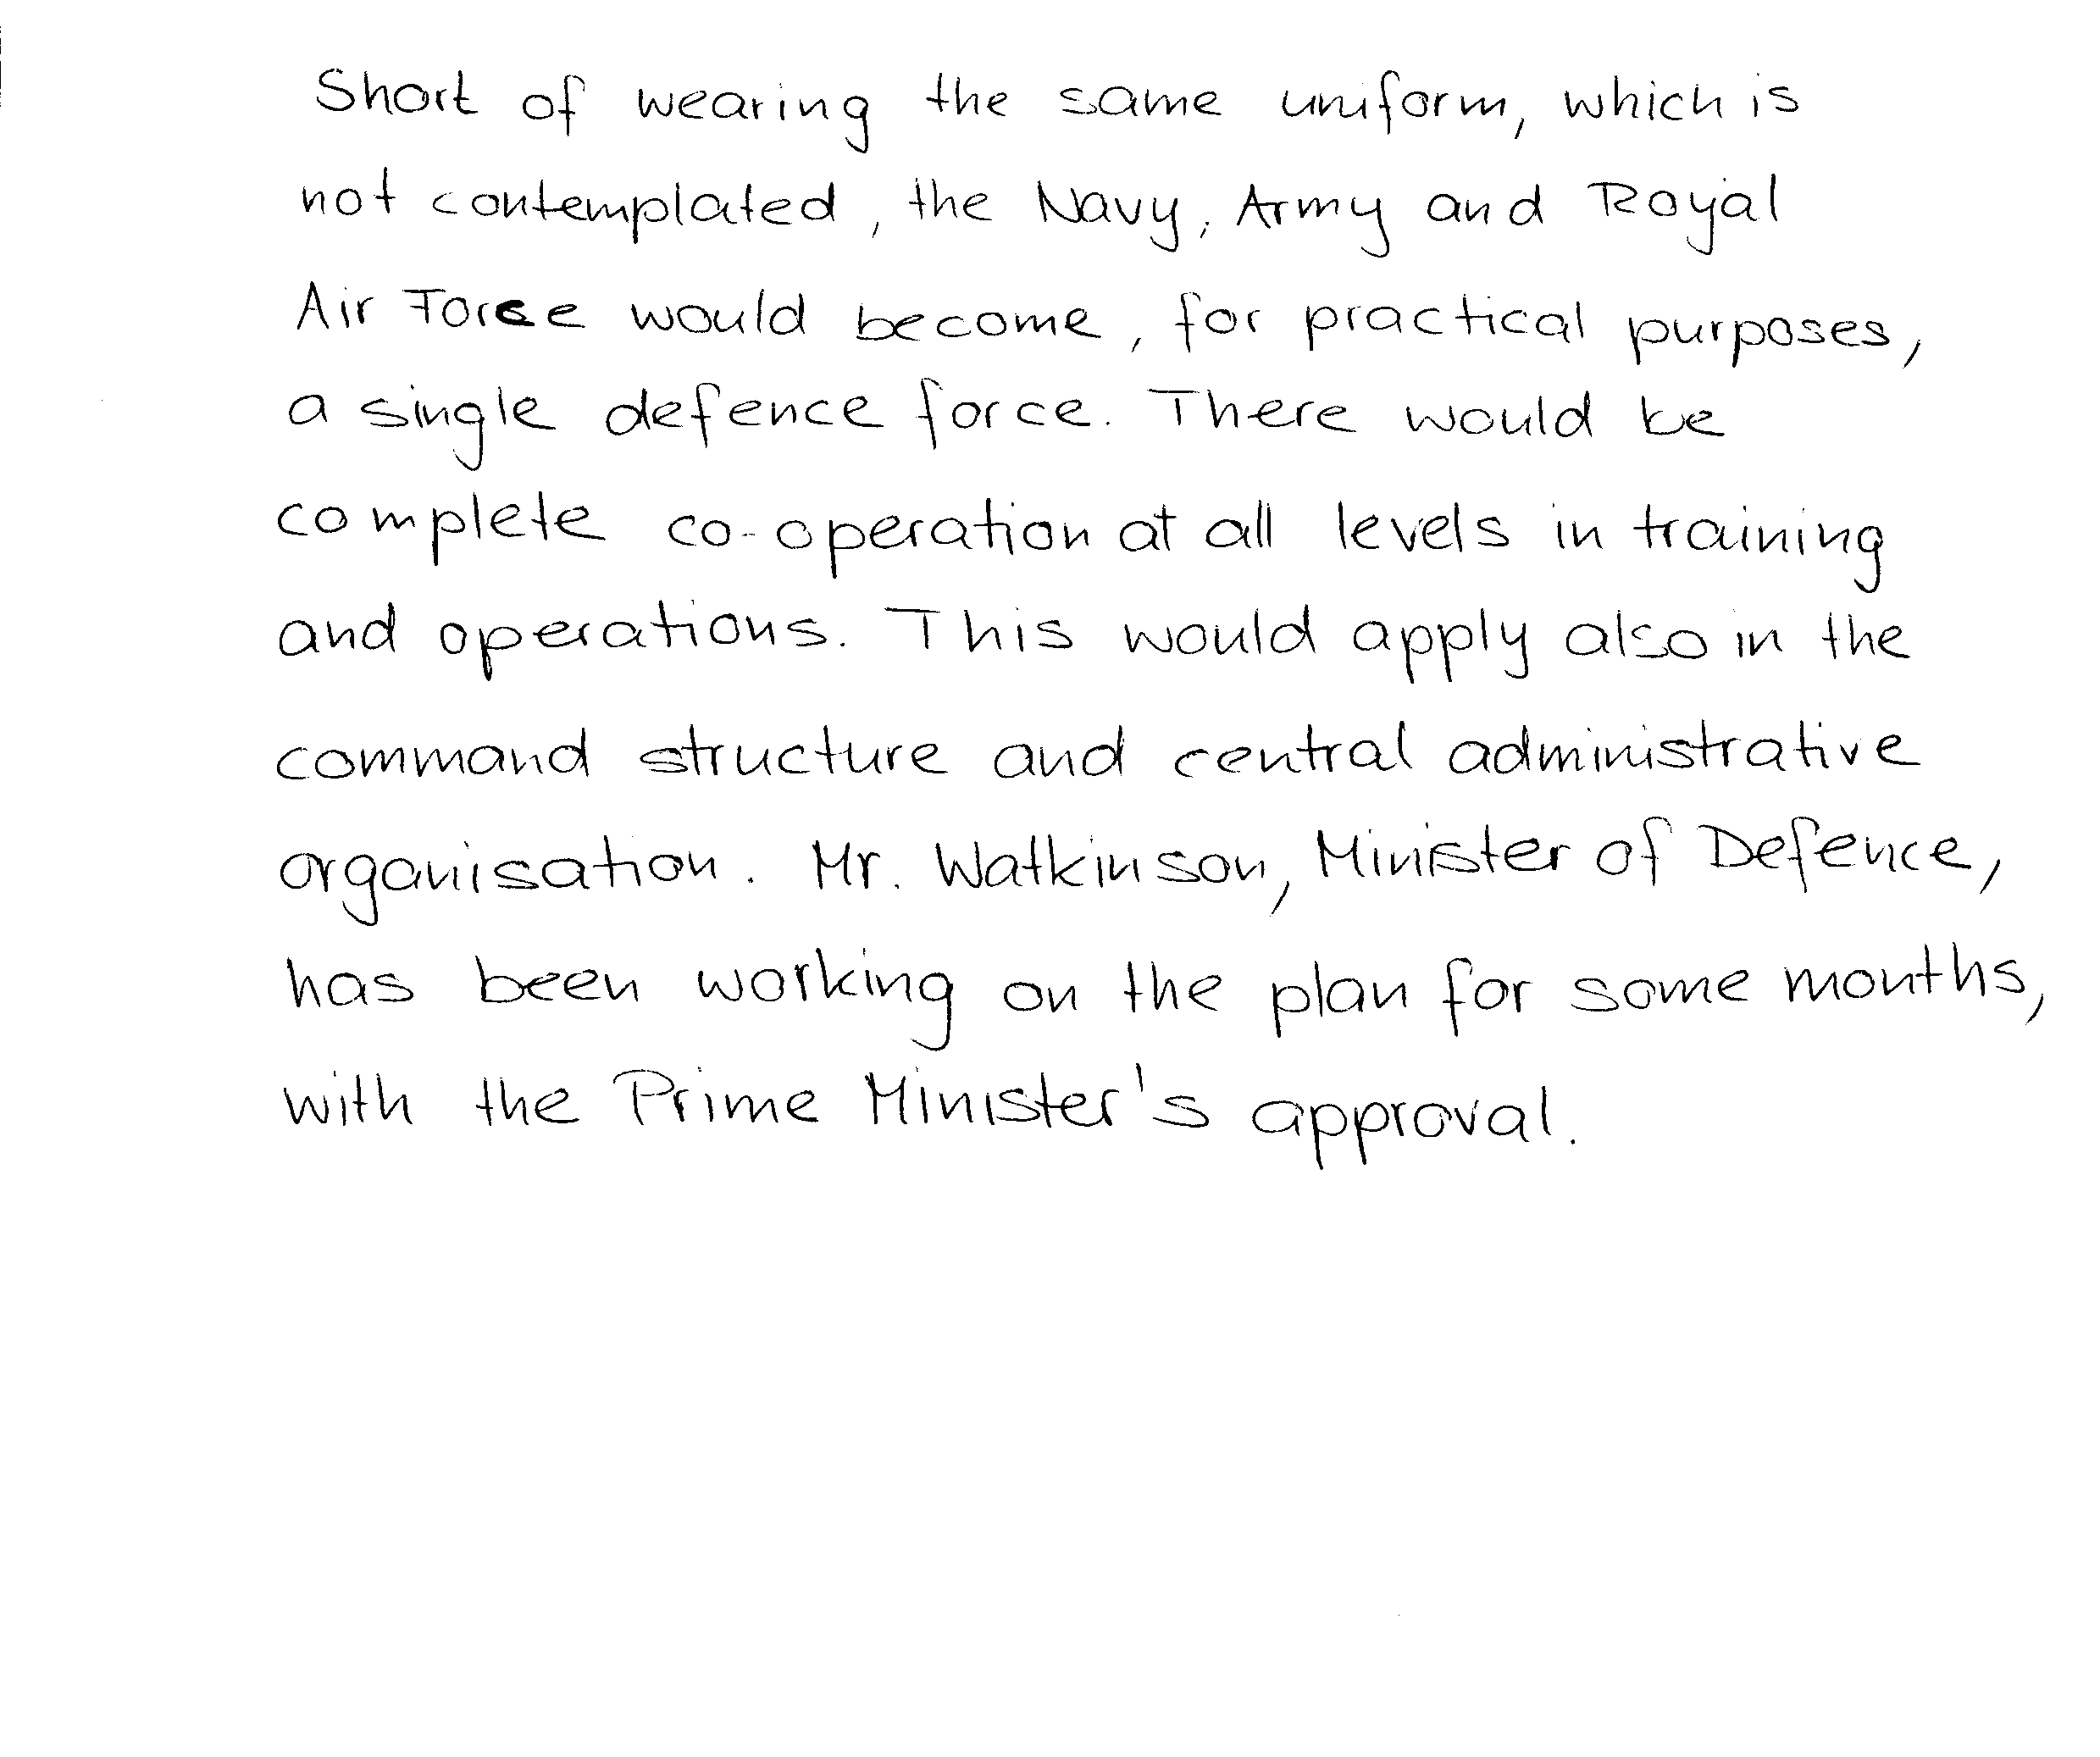 Short of wearing the same uniform, which is
not contemplated, the Navy, Army and Royal
Air Force would become, for practical purposes,
a single defence force. There would be
complete co-operation at all levels in training
and operations. This would apply also in the
command structure and central administrative
organisation. Mr. Watkinson, Minister of Defence,
has been working on the plan for some months,
with the Prime Minister's approval.